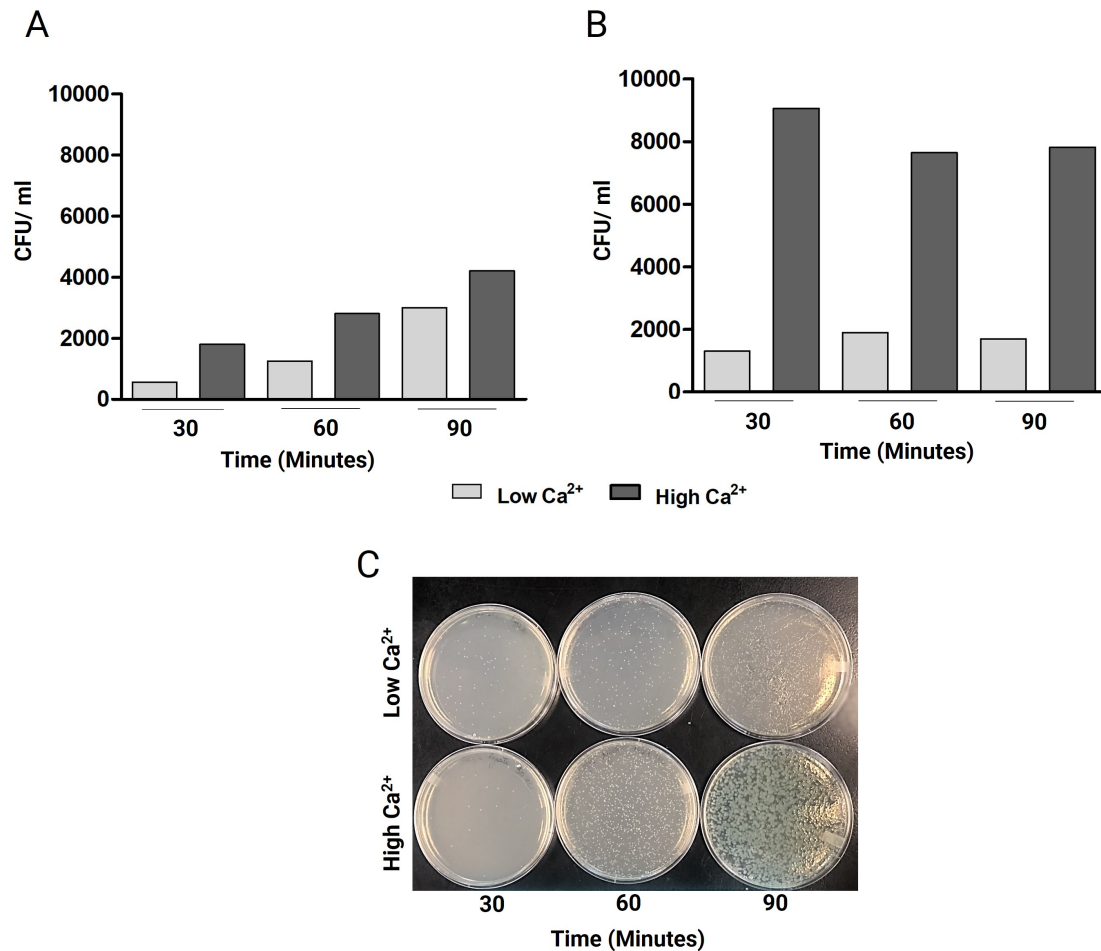 A
10000
8000
6000
4000
2000
0
CFU/ ml
30 60 90
Time (Minutes)
B
10000
8000
6000
4000
2000
0
CFU/ ml
30 60 90
Time (Minutes)
Low Ca²⁺ High Ca²⁺
C
Low Ca²⁺
High Ca²⁺
30 60 90
Time (Minutes)